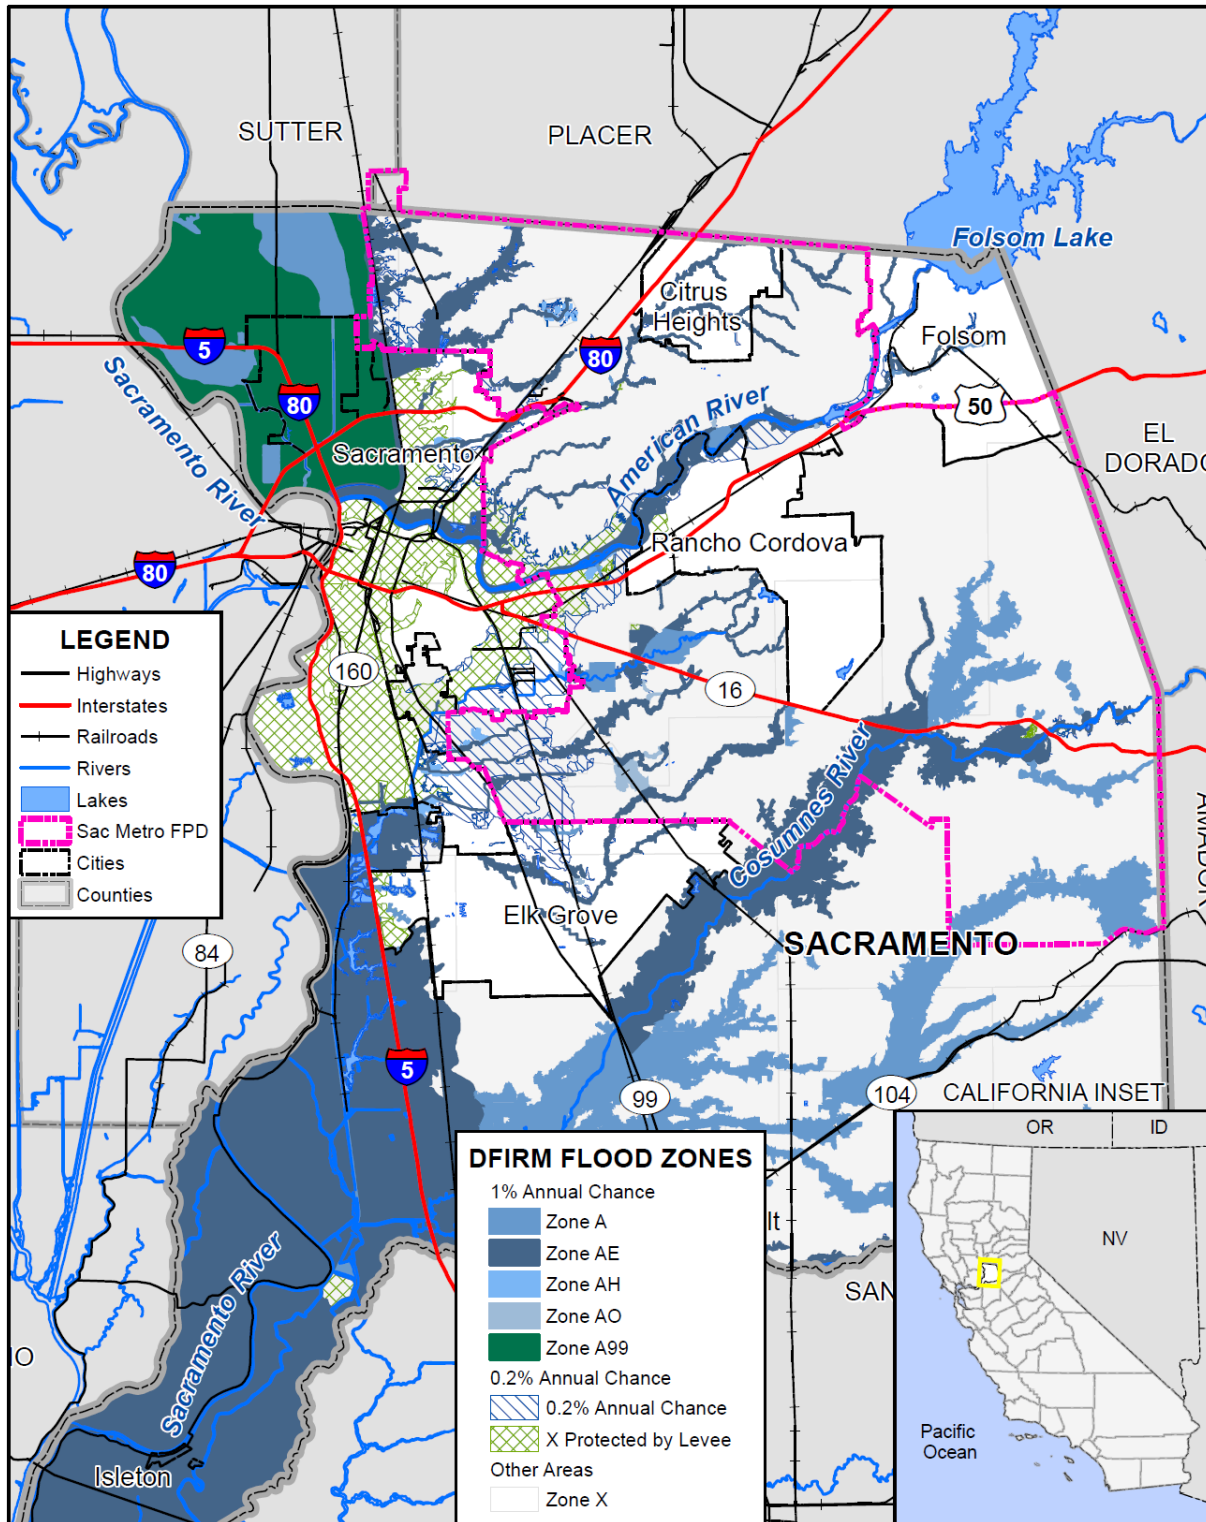 SUTTER
PLACER
Folsom Lake
Citrus
Heights
Folsom
5
80
80
50
Sacramento River
Sacramento
American River
EL
DORADO
Rancho Cordova
80
LEGEND
Highways
Interstates
Railroads
Rivers
Lakes
Sac Metro FPD
Cities
Counties
160
16
Cosumnes River
AMADOR
Elk Grove
SACRAMENTO
84
5
99
104
CALIFORNIA INSET
OR
ID
NV
Pacific
Ocean
DFIRM FLOOD ZONES
1% Annual Chance
Zone A
Zone AE
Zone AH
Zone AO
Zone A99
0.2% Annual Chance
0.2% Annual Chance
X Protected by Levee
Other Areas
Zone X
lt
SAN
IO
Sacramento River
Isleton